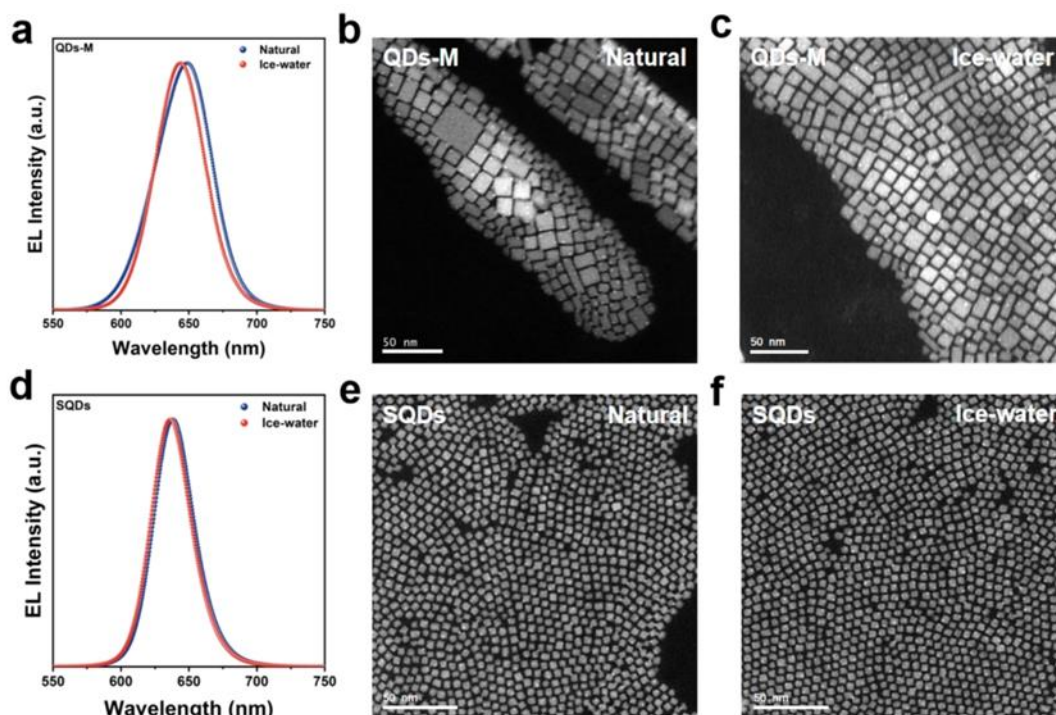 a
QDs-M
Natural
Ice-water
EL Intensity (a.u.)
550 600 650 700 750
Wavelength (nm)
b
QDs-M Natural
50 nm
c
QDs-M Ice-water
50 nm
d
SQDs
Natural
Ice-water
EL Intensity (a.u.)
550 600 650 700 750
Wavelength (nm)
e
SQDs Natural
50 nm
f
SQDs Ice-water
50 nm